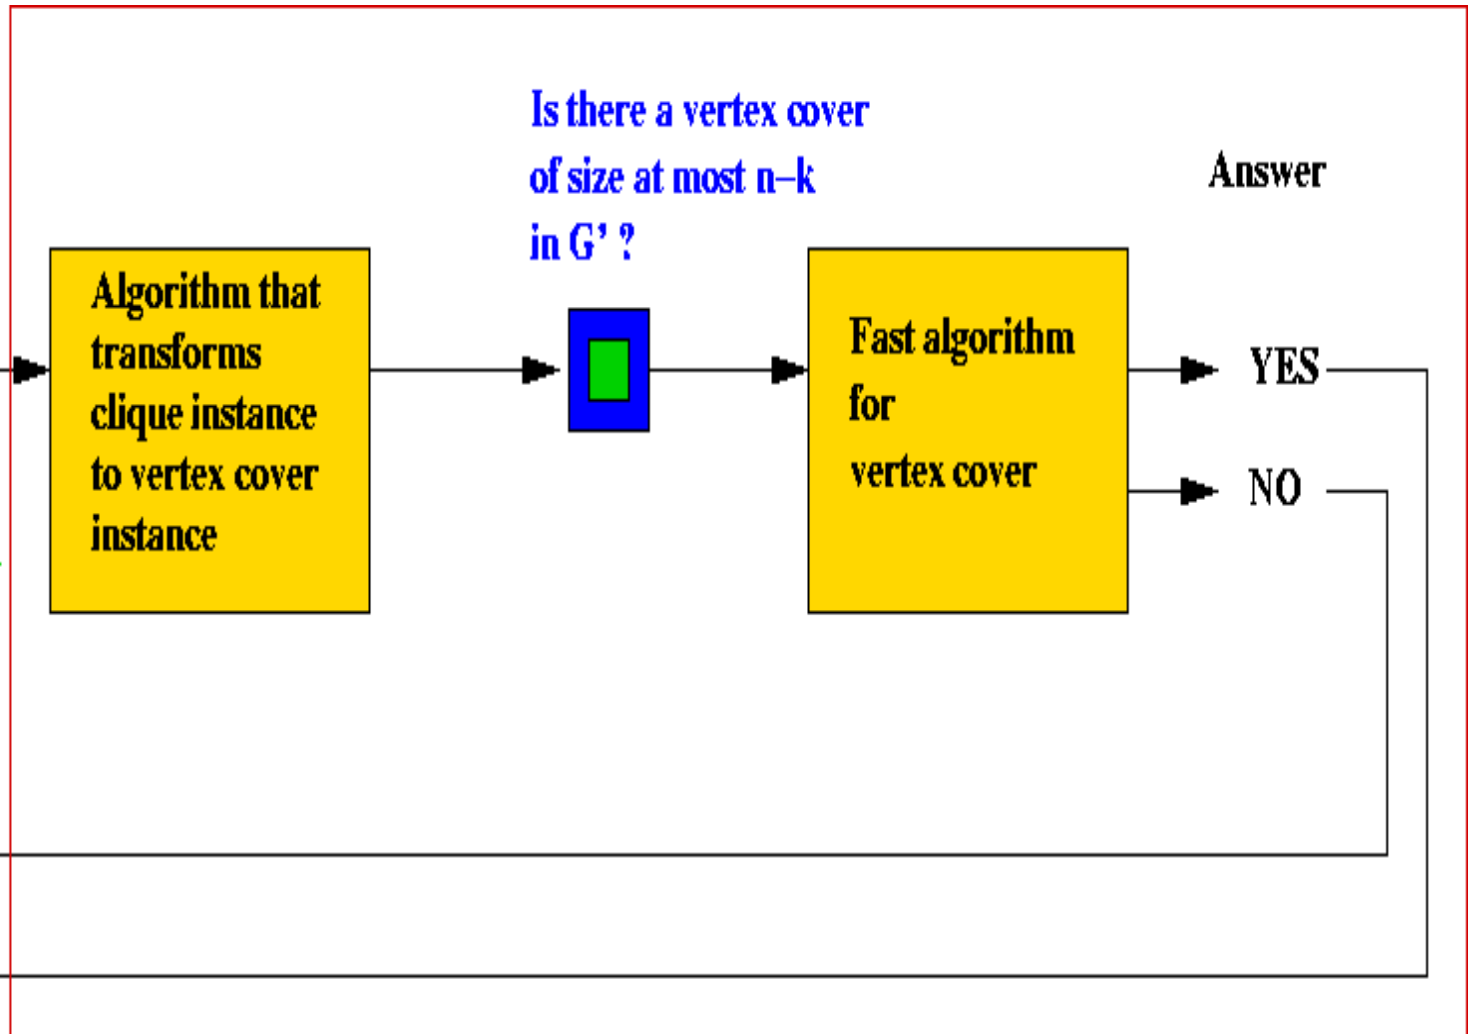 Is there a vertex cover
of size at most n–k
in G’ ?
Answer
Algorithm that
transforms
clique instance
to vertex cover
instance
Fast algorithm
for
vertex cover
YES
NO